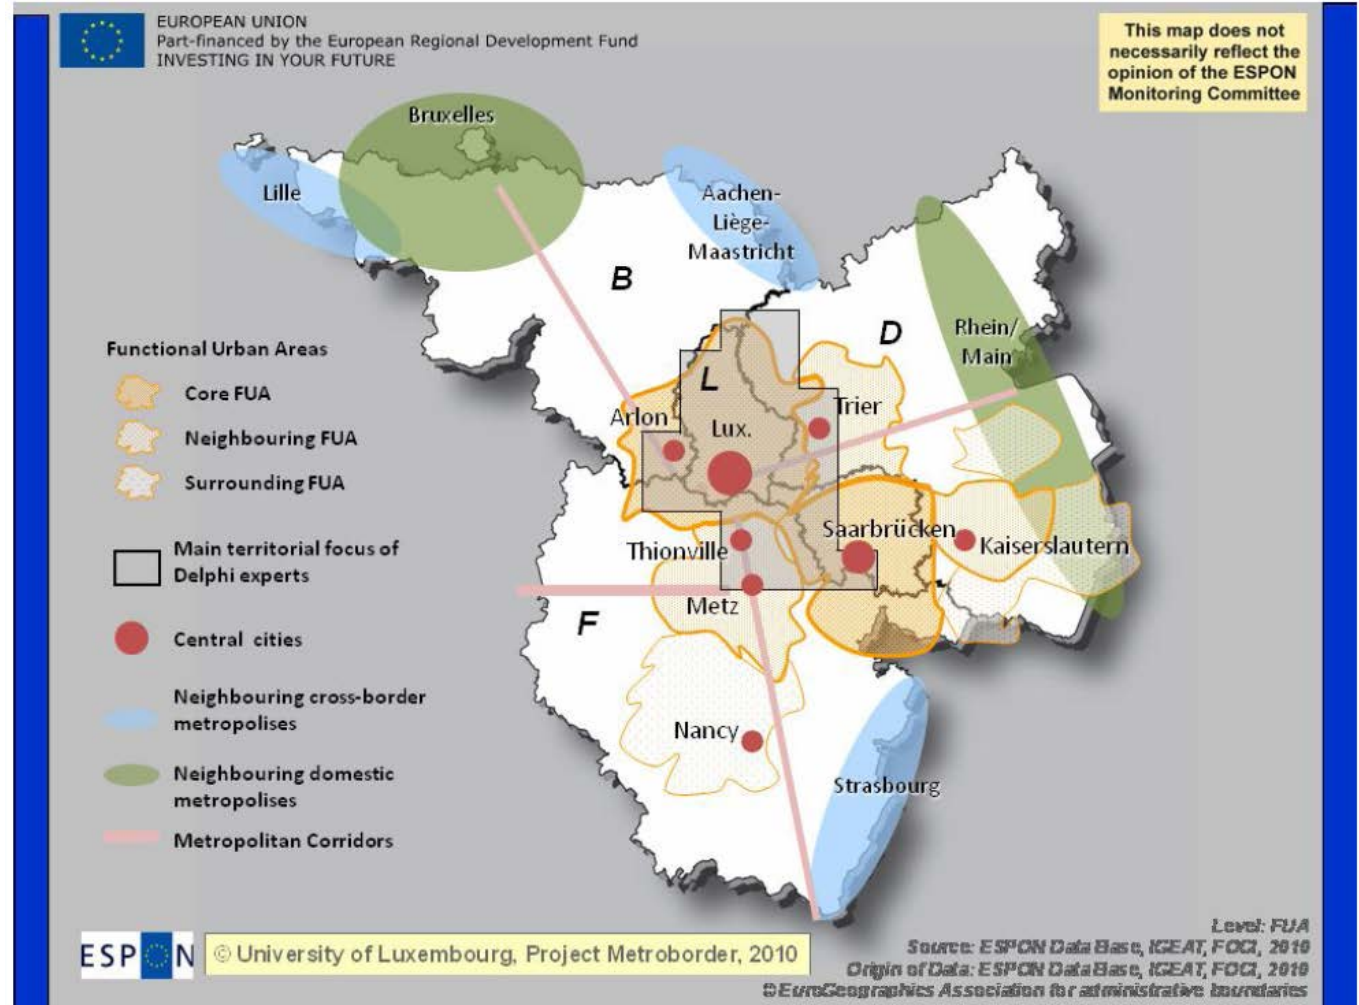 EUROPEAN UNION
Part-financed by the European Regional Development Fund
INVESTING IN YOUR FUTURE
This map does not
necessarily reflect the
opinion of the ESPON
Monitoring Committee
Bruxelles
Lille
Aachen-
Liège-
Maastricht
B
D
Rhein/
Main
L
Arlon
Lux.
Trier
Thionville
Saarbrücken
Kaiserslautern
Metz
F
Nancy
Strasbourg
Functional Urban Areas
Core FUA
Neighbouring FUA
Surrounding FUA
Main territorial focus of
Delphi experts
Central cities
Neighbouring cross-border
metropolises
Neighbouring domestic
metropolises
Metropolitan Corridors
ESPON
© University of Luxembourg, Project Metroborder, 2010
Level: FUA
Source: ESPON Data Base, IGEAT, FOCI, 2010
Origin of Data: ESPON Data Base, IGEAT, FOCI, 2010
© EuroGeographics Association for administrative boundaries